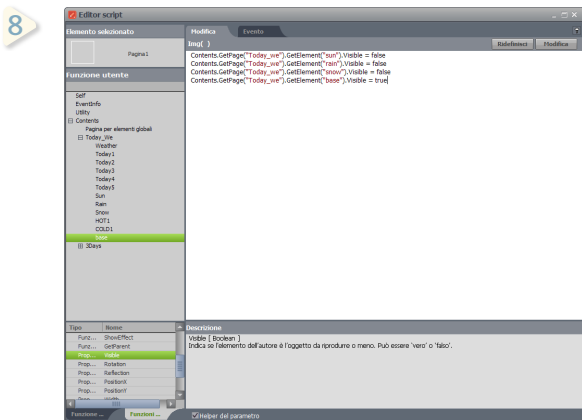 8
Editor script
Elemento selezionato
Pagina1
Funzione utente
Self
EventInfo
Utility
Contents
Pagina per elementi globali
Today_We
Weather
Today1
Today2
Today3
Today4
Today5
Sun
Rain
Snow
HOT1
COLD1
base
3Days
Tipo Nome
Funz... ShowEffect
Funz... GetParent
Prop... Visible
Prop... Rotation
Prop... Reflection
Prop... PositionX
Prop... PositionY
Prop... Width
Funzione ... Funzioni ...
Modifica Evento
Img( ) Ridefinisci Modifica
Contents.GetPage("Today_we").GetElement("sun").Visible = false
Contents.GetPage("Today_we").GetElement("rain").Visible = false
Contents.GetPage("Today_we").GetElement("snow").Visible = false
Contents.GetPage("Today_we").GetElement("base").Visible = true
Descrizione
Visible [ Boolean ]
Indica se l'elemento dell'autore è l'oggetto da riprodurre o meno. Può essere 'vero' o 'falso'.
Helper del parametro